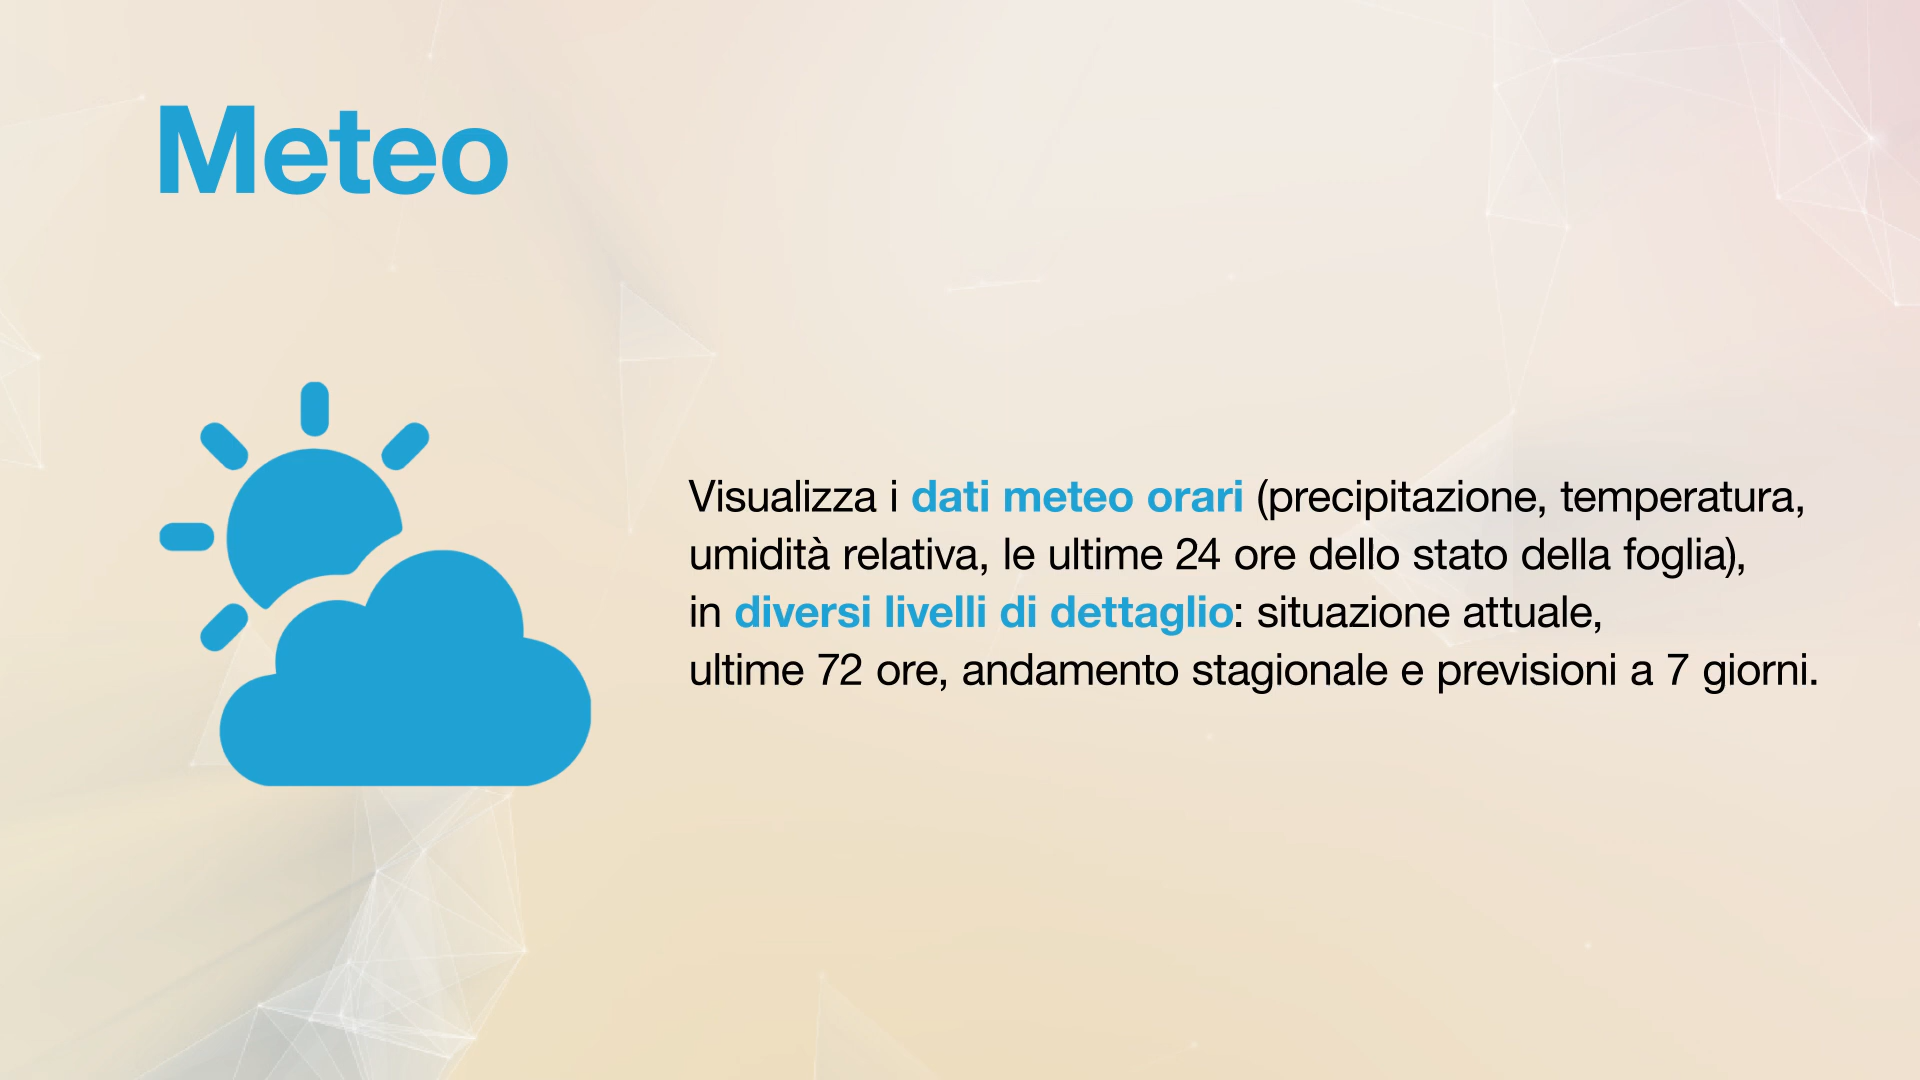 Meteo
Visualizza i dati meteo orari (precipitazione, temperatura,
umidità relativa, le ultime 24 ore dello stato della foglia),
in diversi livelli di dettaglio: situazione attuale,
ultime 72 ore, andamento stagionale e previsioni a 7 giorni.